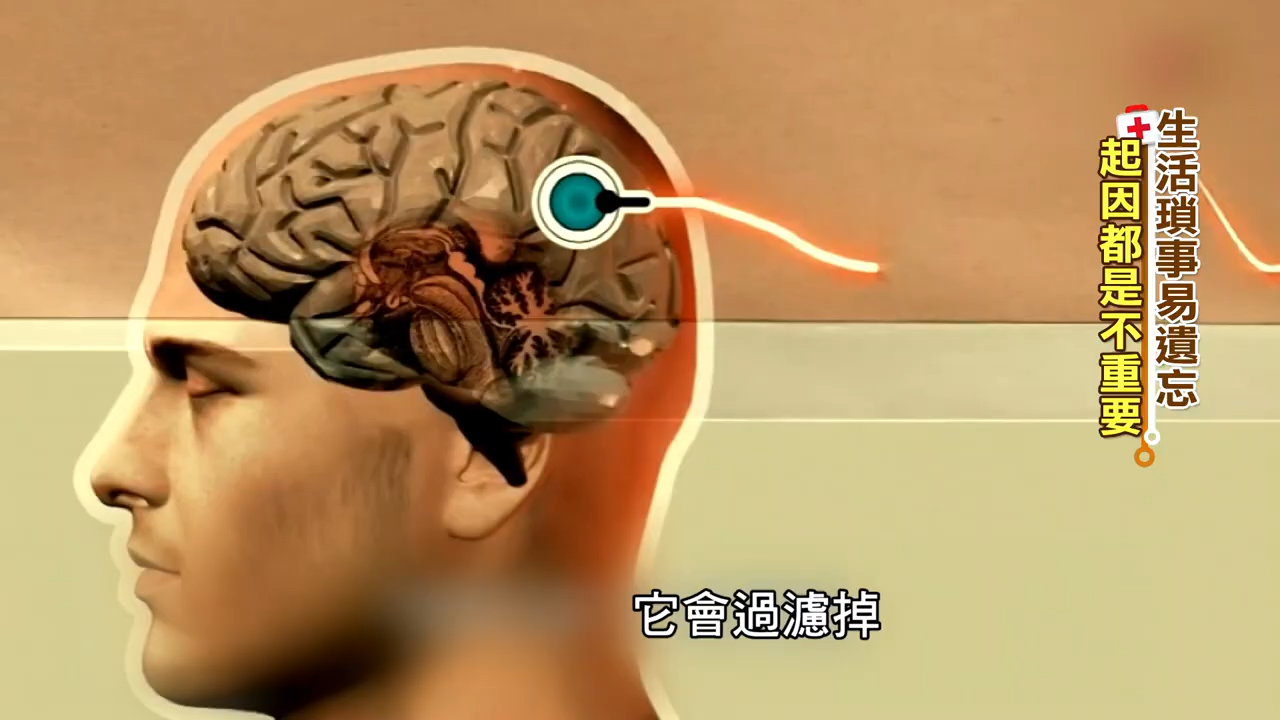 生活瑣事易遺忘
起因都是不重要
它會過濾掉